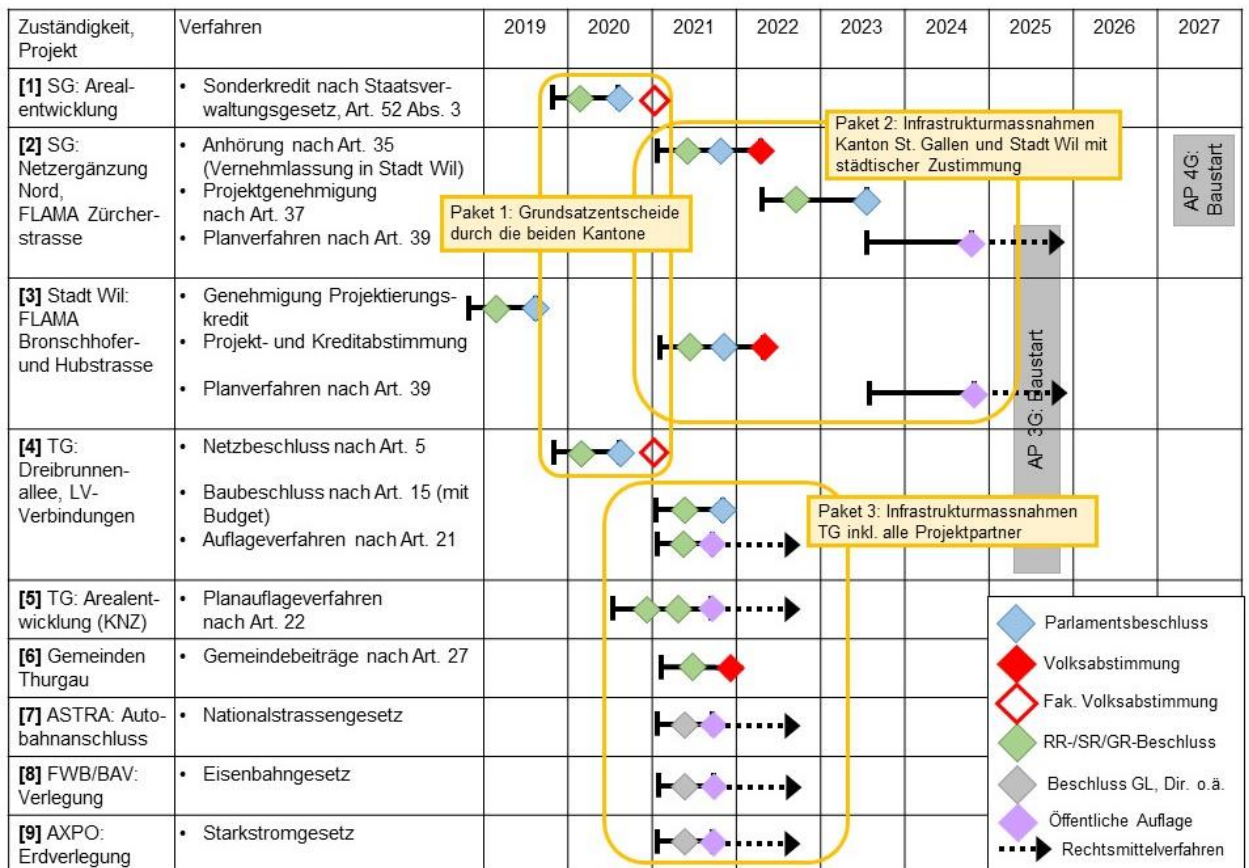 Zuständigkeit,
Projekt
Verfahren
2019
2020
2021
2022
2023
2024
2025
2026
2027
[1] SG: Areal-
entwicklung
• Sonderkredit nach Staatsver-
waltungsgesetz, Art. 52 Abs. 3
[2] SG:
Netzergänzung
Nord,
FLAMA Zürcher-
strasse
• Anhörung nach Art. 35
(Vernehmlassung in Stadt Wil)
• Projektgenehmigung
nach Art. 37
• Planverfahren nach Art. 39
Paket 1: Grundsatzentscheide
durch die beiden Kantone
Paket 2: Infrastrukturmassnahmen
Kanton St. Gallen und Stadt Wil mit
städtischer Zustimmung
AP 4G:
Baustart
[3] Stadt Wil:
FLAMA
Bronschhofer-
und Hubstrasse
• Genehmigung Projektierungs-
kredit
• Projekt- und Kreditabstimmung
• Planverfahren nach Art. 39
AP 3G: Baustart
[4] TG:
Dreibrunnen-
allee, LV-
Verbindungen
• Netzbeschluss nach Art. 5
• Baubeschluss nach Art. 15 (mit
Budget)
• Auflageverfahren nach Art. 21
Paket 3: Infrastrukturmassnahmen
TG inkl. alle Projektpartner
[5] TG: Arealent-
wicklung (KNZ)
• Planauflageverfahren
nach Art. 22
[6] Gemeinden
Thurgau
• Gemeindebeiträge nach Art. 27
[7] ASTRA: Auto-
bahnanschluss
• Nationalstrassengesetz
[8] FWB/BAV:
Verlegung
• Eisenbahngesetz
[9] AXPO:
Erdverlegung
• Starkstromgesetz
Parlamentsbeschluss
Volksabstimmung
Fak. Volksabstimmung
RR-/SR/GR-Beschluss
Beschluss GL, Dir. o.ä.
Öffentliche Auflage
Rechtsmittelverfahren